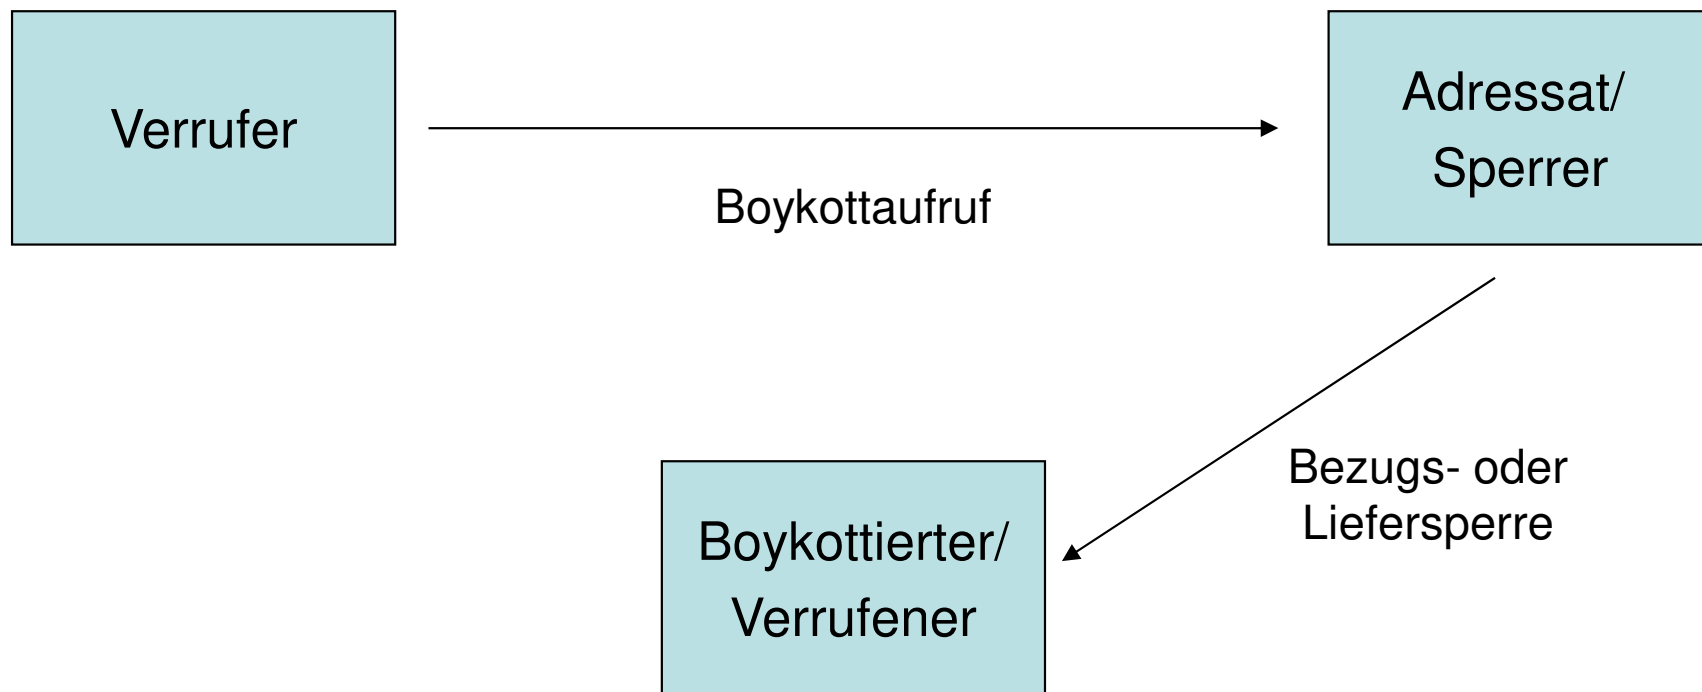 Verrufer
Adressat/
Sperrer
Boykottaufruf
Bezugs- oder
Liefersperre
Boykottierter/
Verrufener